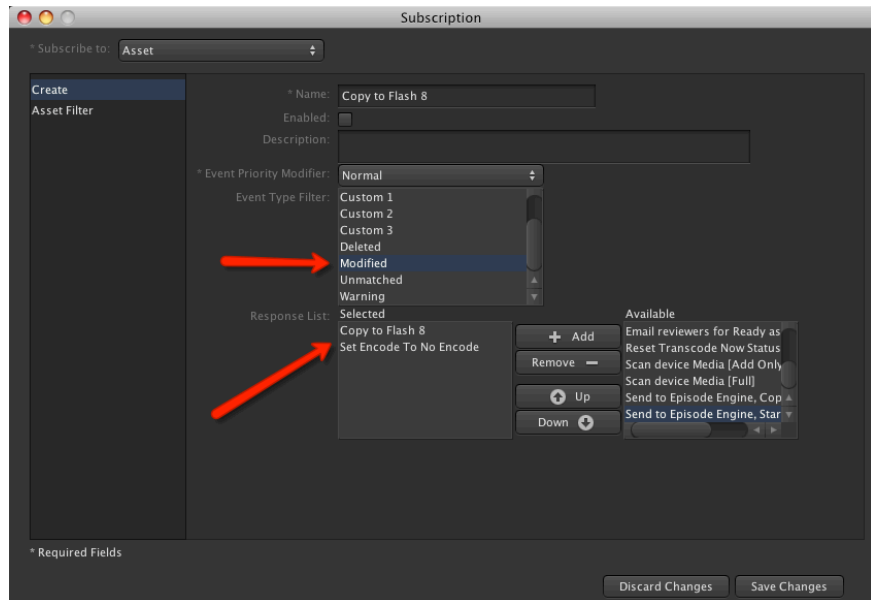 Subscription
* Subscribe to: Asset
Create
Asset Filter
* Name: Copy to Flash 8
Enabled:
Description:
* Event Priority Modifier: Normal
Event Type Filter: Custom 1
Custom 2
Custom 3
Deleted
Modified
Unmatched
Warning
Response List: Selected
Copy to Flash 8
Set Encode To No Encode
Add
Remove
Up
Down
Available
Email reviewers for Ready as
Reset Transcode Now Status
Scan device Media [Add Only
Scan device Media [Full]
Send to Episode Engine, Cop
Send to Episode Engine, Star
* Required Fields
Discard Changes
Save Changes